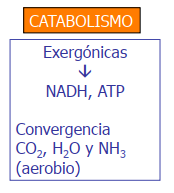 CATABOLISMO
Exergónicas
↓
NADH, ATP
Convergencia
CO₂, H₂O y NH₃
(aerobio)